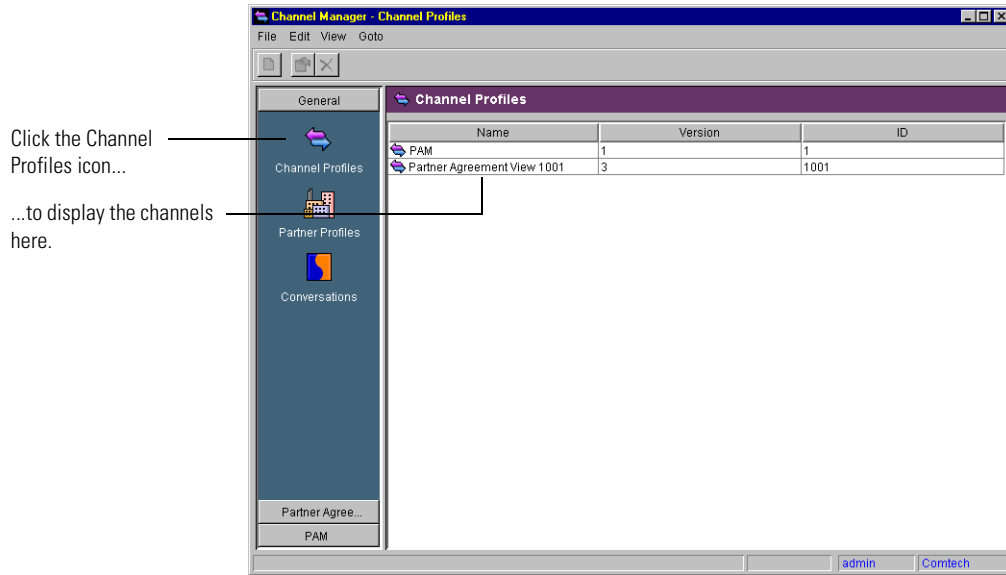 Channel Manager - Channel Profiles
File Edit View Goto
General
Channel Profiles
Click the Channel
Profiles icon...
...to display the channels
here.
Channel Profiles
Partner Profiles
Conversations
Name Version ID
PAM 1 1
Partner Agreement View 1001 3 1001
Partner Agree...
PAM
admin Comtech